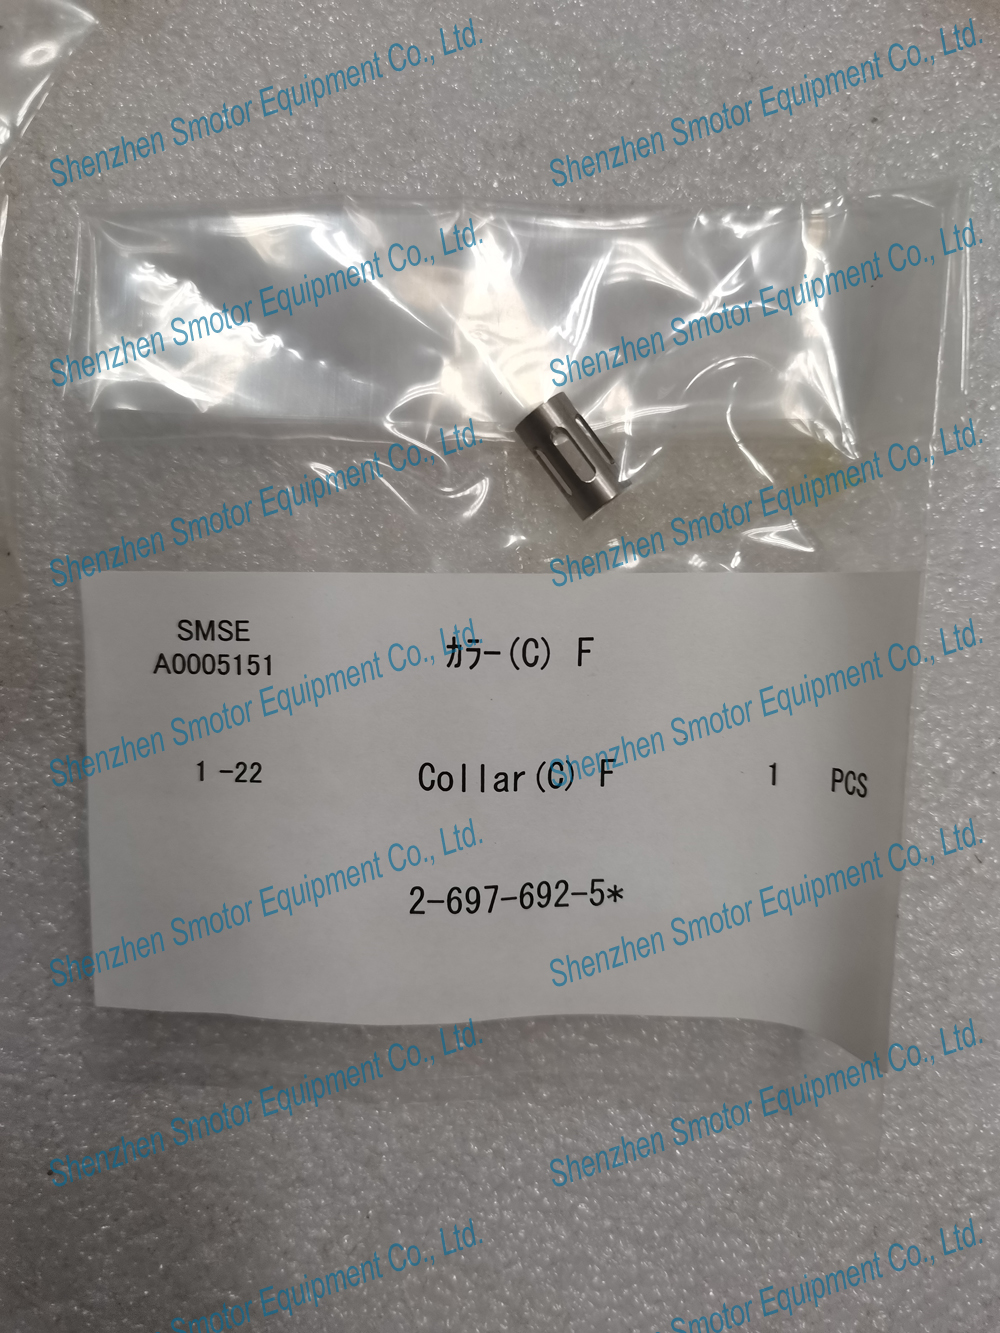 Shenzhen Smotor Equipment Co., Ltd.
Shenzhen Smotor Equipment Co., Ltd.
Shenzhen Smotor Equipment Co., Ltd.
Shenzhen Smotor Equipment Co., Ltd.
Shenzhen Smotor Equipment Co., Ltd.
Shenzhen Smotor Equipment Co., Ltd.
SMSE
A0005151
カラー(C) F
Shenzhen Smotor Equipment Co., Ltd.
Shenzhen Smotor Equipment Co., Ltd.
1 -22
Collar(C) F
1 PCS
2-697-692-5*
Shenzhen Smotor Equipment Co., Ltd.
Shenzhen Smotor Equipment Co., Ltd.
Shenzhen Smotor Equipment Co., Ltd.
Shenzhen Smotor Equipment Co., Ltd.
Smotor Equipment Co., Ltd.
Smotor Equipment Co., Ltd.